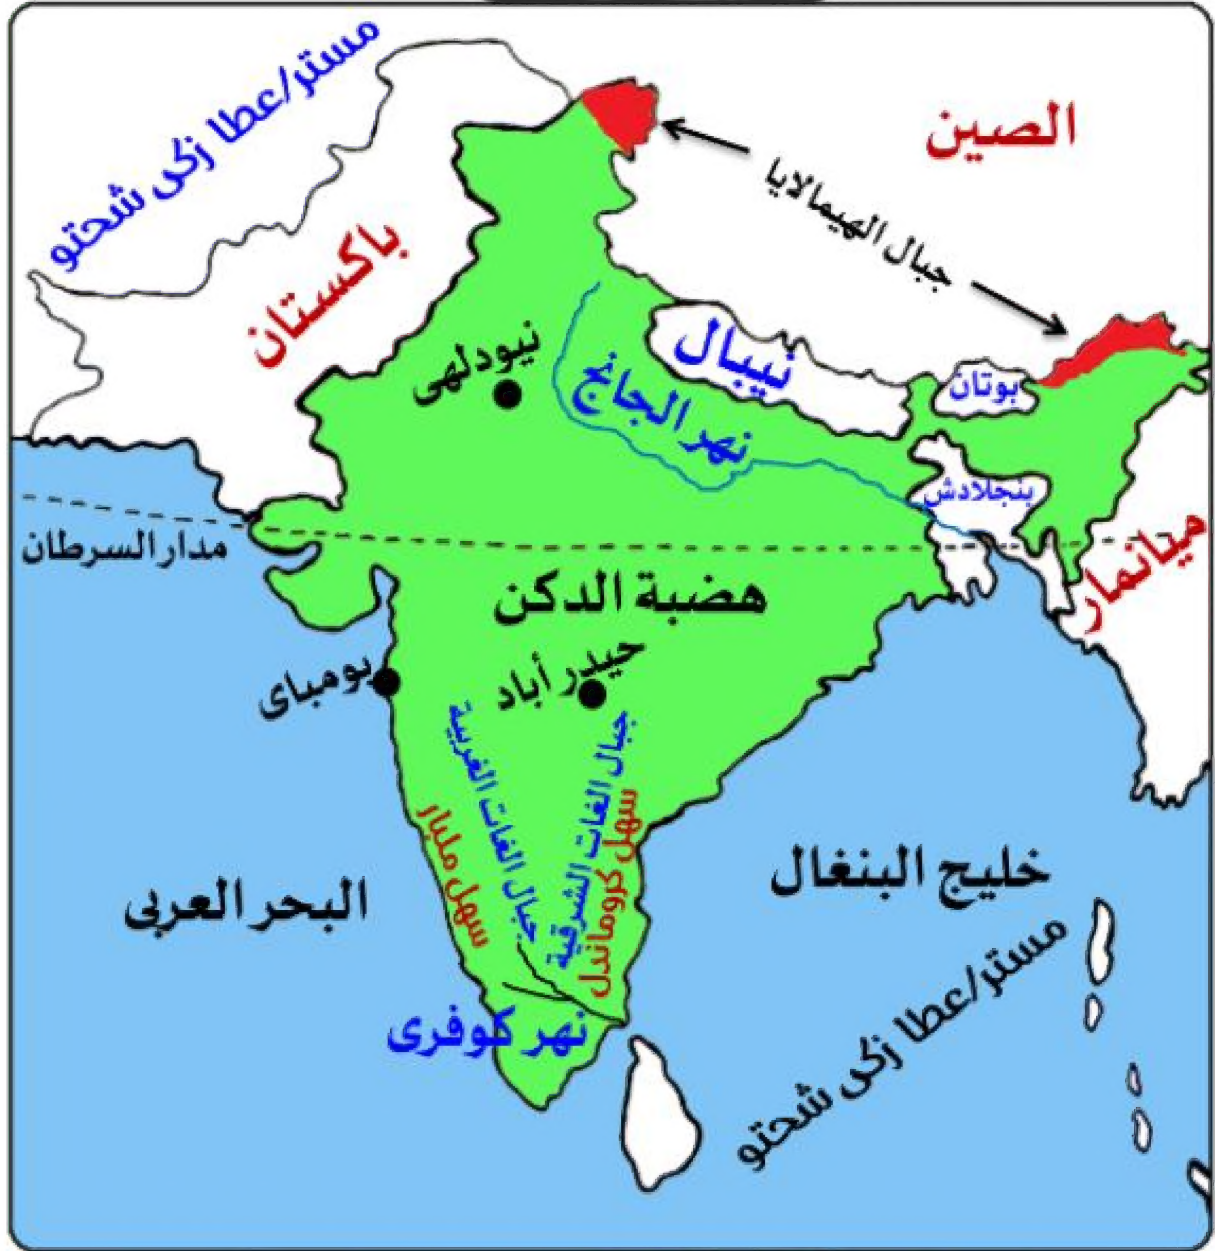 مستر/عطا زكى شحتو
الصين
جبال الهيمالايا
باكستان
نيودلهى
نيبال
بوتان
نهر الجانج
بنجلادش
ميانمار
مدار السرطان
هضبة الدكن
حيدر أباد
بومباى
جبال الغات الغربية
جبال الغات الشرقية
سهل مليار
سهل كروماندل
خليج البنغال
البحر العربى
نهر كوفرى
مستر/عطا زكى شحتو